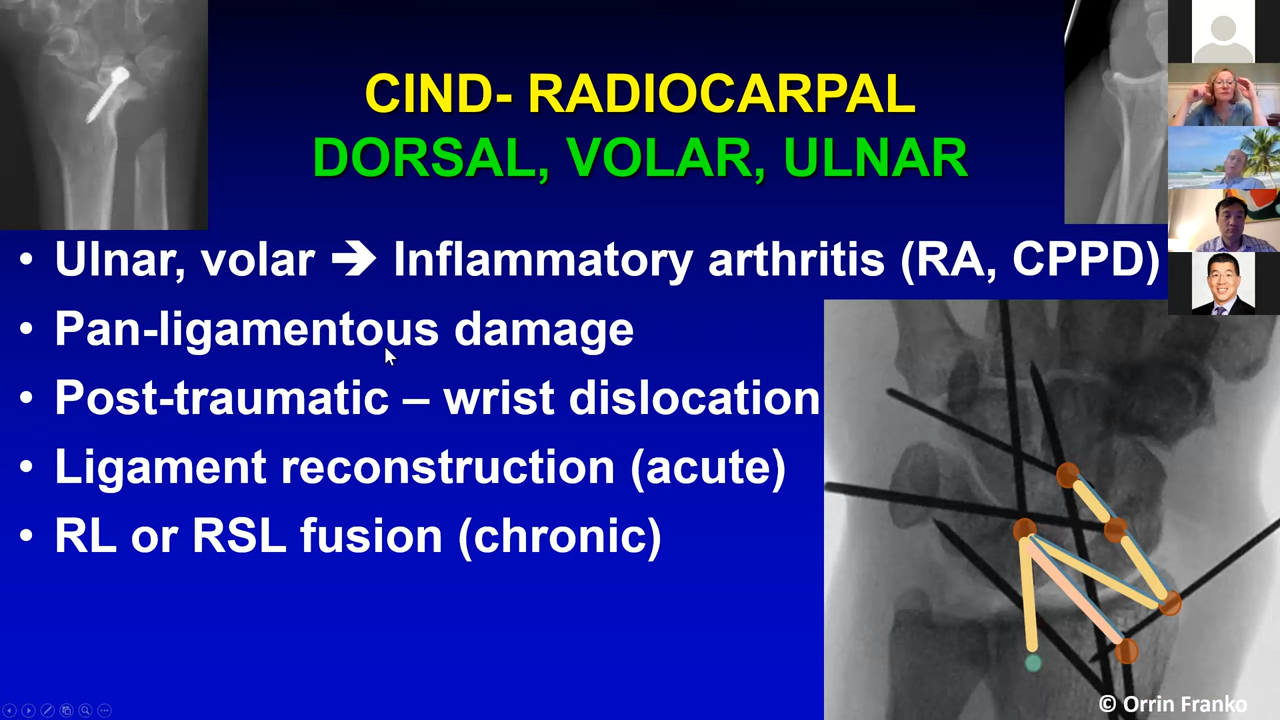 CIND- RADIOCARPAL
DORSAL, VOLAR, ULNAR
• Ulnar, volar ➔ Inflammatory arthritis (RA, CPPD)
• Pan-ligamentous damage
• Post-traumatic – wrist dislocation
• Ligament reconstruction (acute)
• RL or RSL fusion (chronic)
© Orrin Franko